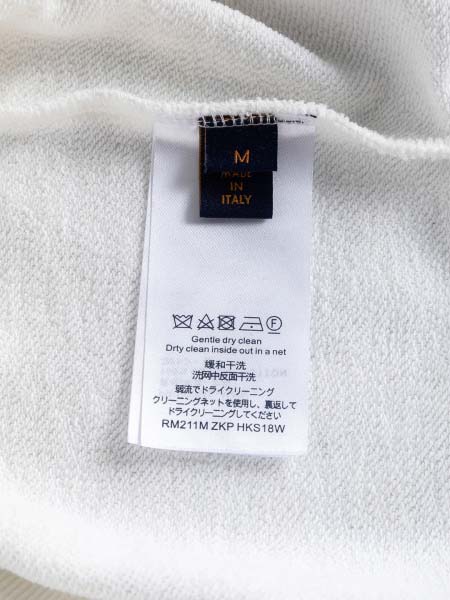 M
MADE
IN
ITALY
Gentle dry clean
Drty clean inside out in a net
缓和干洗
洗网中反面干洗
弱流でドライクリーニング
クリーニングネットを使用し、裏返して
ドライクリーニングしてください
RM211M ZKP HKS18W